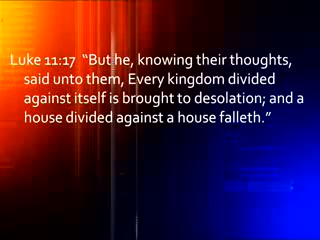 Luke 11:17  “But he, knowing their thoughts,
said unto them, Every kingdom divided
against itself is brought to desolation; and a
house divided against a house falleth.”